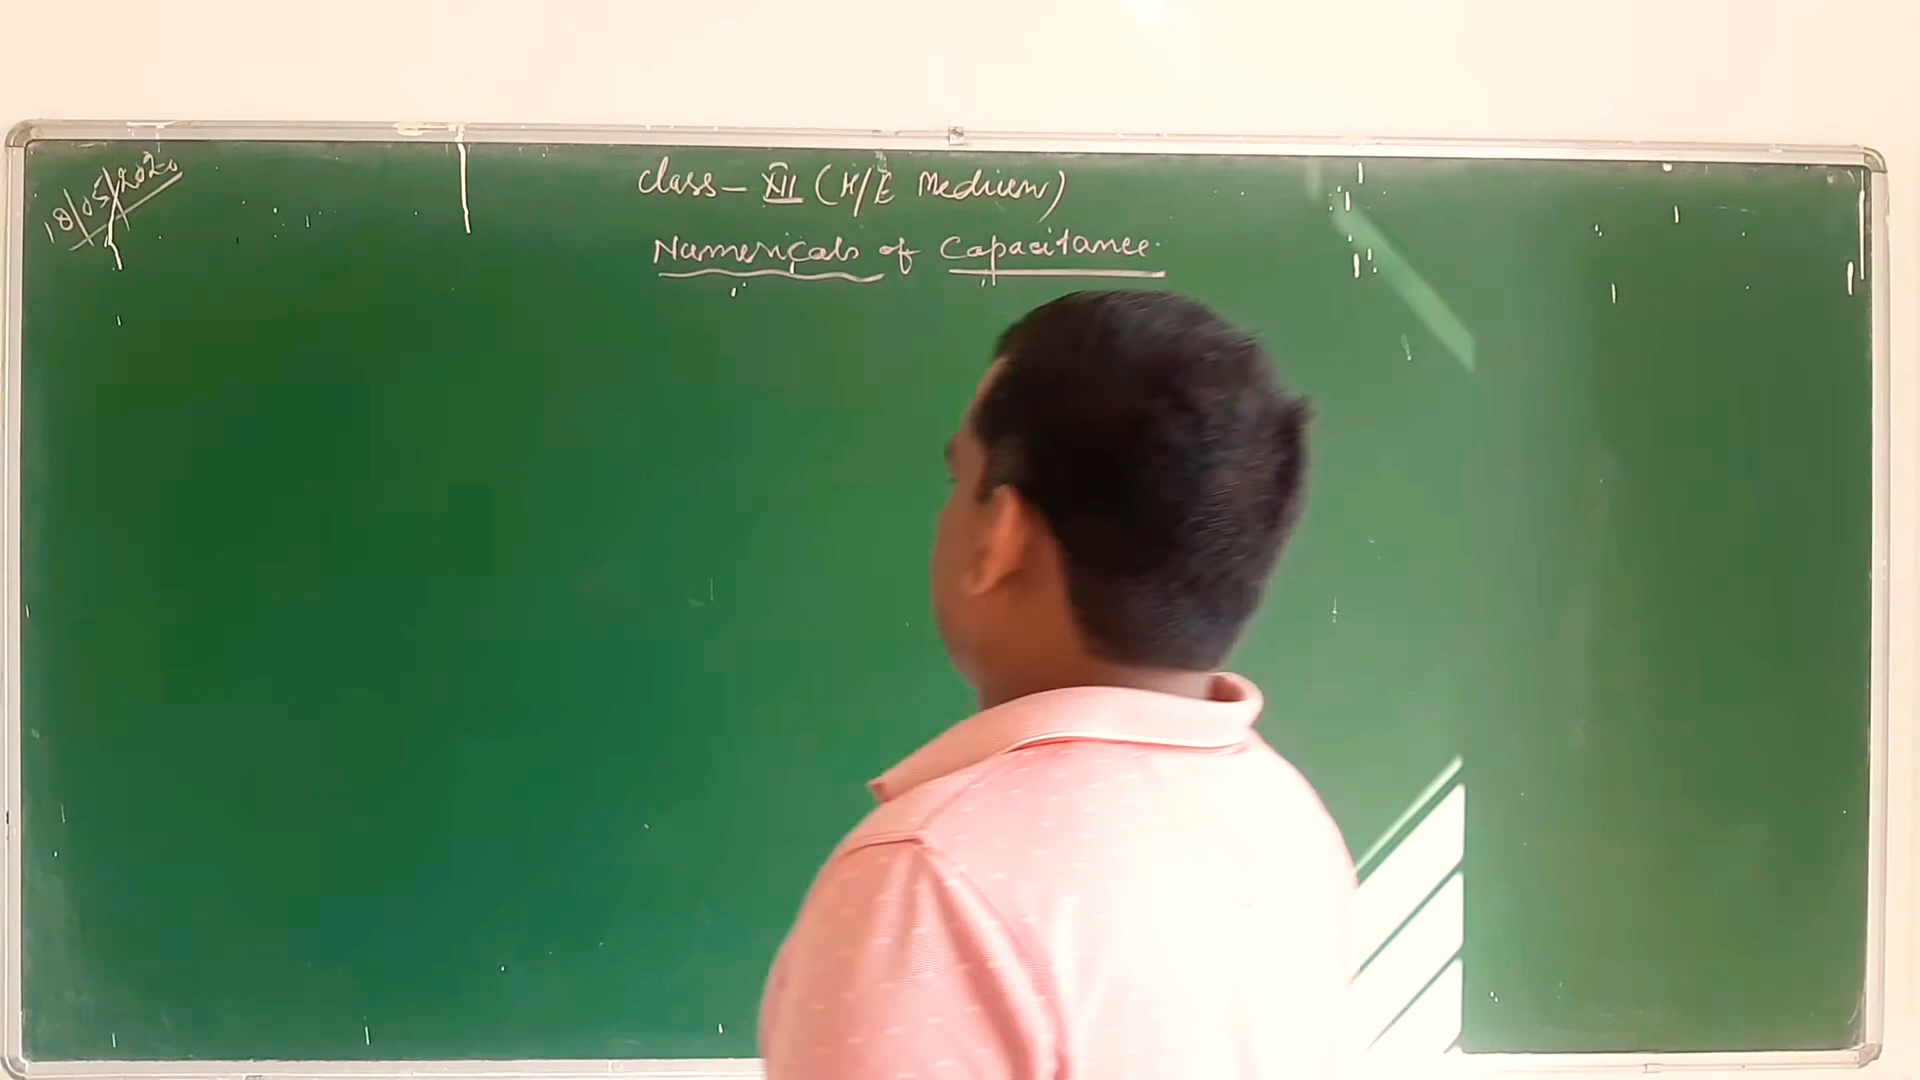 18/05/2020
Class - XII (H/E Medium)
Numericals of Capacitance